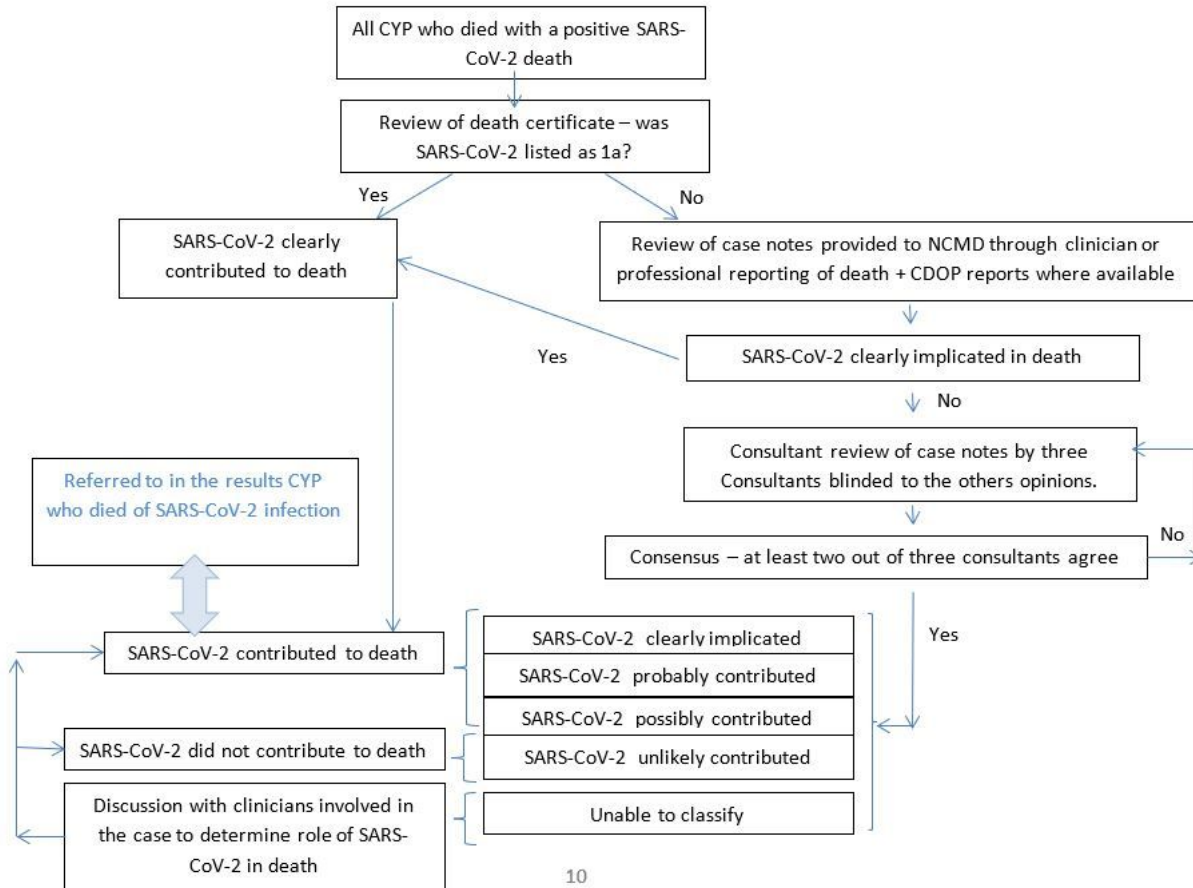 All CYP who died with a positive SARS-
CoV-2 death
Review of death certificate – was
SARS-CoV-2 listed as 1a?
Yes
No
SARS-CoV-2 clearly
contributed to death
Review of case notes provided to NCMD through clinician or
professional reporting of death + CDOP reports where available
Yes
SARS-CoV-2 clearly implicated in death
No
Consultant review of case notes by three
Consultants blinded to the others opinions.
Referred to in the results CYP
who died of SARS-CoV-2 infection
No
Consensus – at least two out of three consultants agree
Yes
SARS-CoV-2 contributed to death
SARS-CoV-2 clearly implicated
SARS-CoV-2 probably contributed
SARS-CoV-2 possibly contributed
SARS-CoV-2 did not contribute to death
SARS-CoV-2 unlikely contributed
Discussion with clinicians involved in
the case to determine role of SARS-
CoV-2 in death
Unable to classify
10